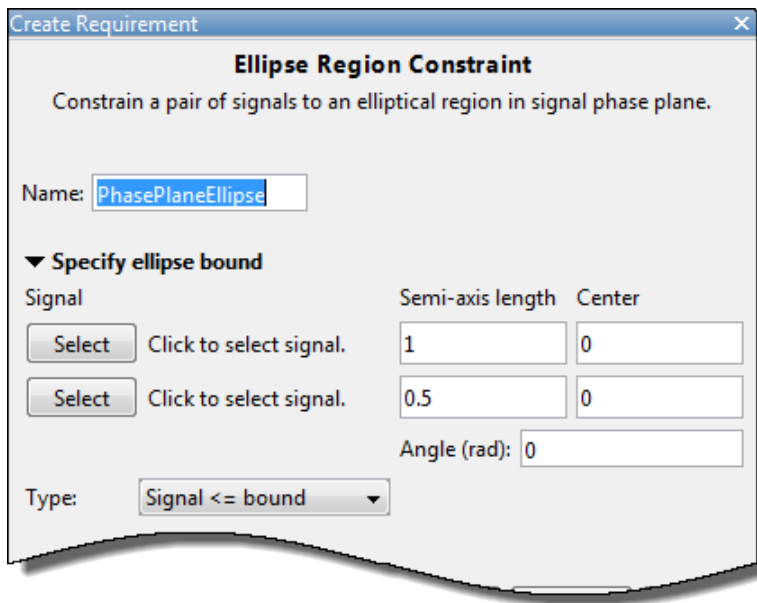 Create Requirement
Ellipse Region Constraint
Constrain a pair of signals to an elliptical region in signal phase plane.
Name: PhasePlaneEllipse
Specify ellipse bound
Signal Semi-axis length Center
Select Click to select signal. 1 0
Select Click to select signal. 0.5 0
Angle (rad): 0
Type: Signal <= bound